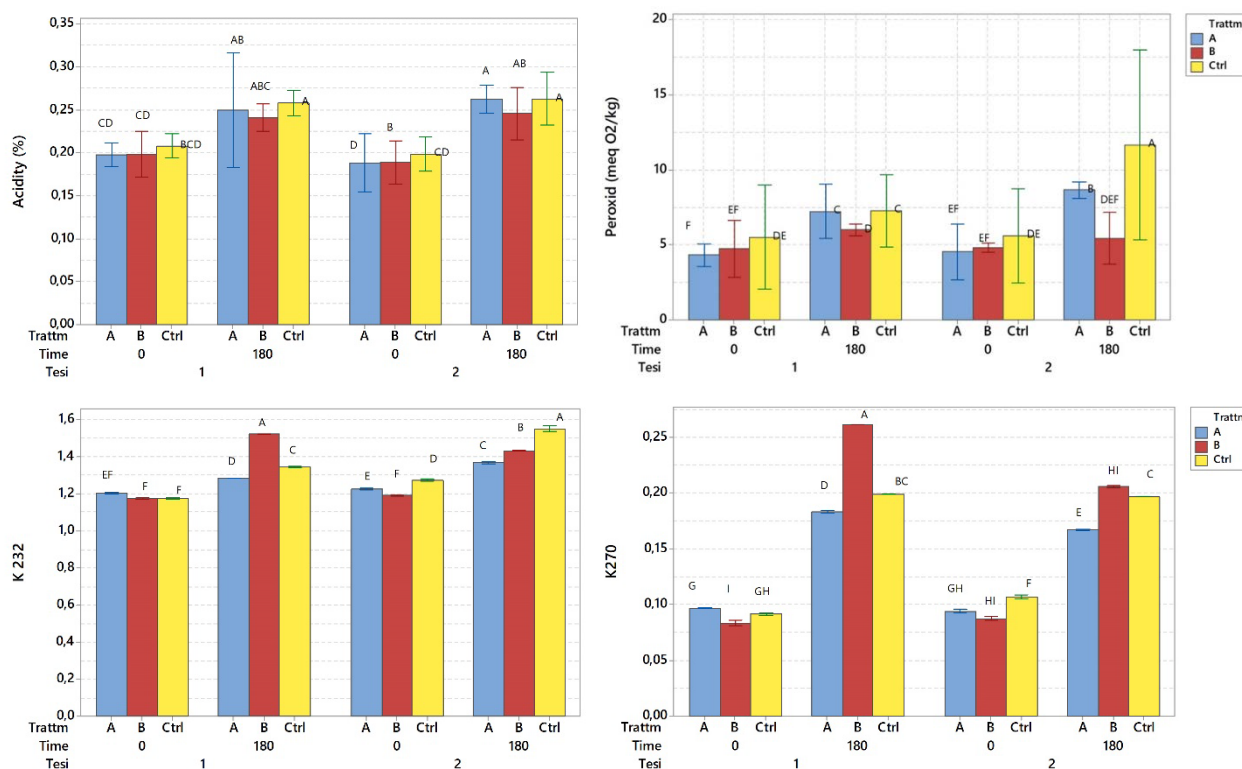 0,35
0,30
0,25
0,20
0,15
0,10
0,05
0,00
Acidity (%)
CD
CD
BCD
AB
ABC
A
D
B
CD
A
AB
A
Trattm A B Ctrl A B Ctrl A B Ctrl A B Ctrl
Time 0 180 0 180
Tesi 1 2
20
15
10
5
0
Peroxid (meq O2/kg)
F
EF
DE
C
D
C
EF
EF
DE
B
DEF
A
Trattm A B Ctrl A B Ctrl A B Ctrl A B Ctrl
Time 0 180 0 180
Tesi 1 2
Trattm
A
B
Ctrl
1,6
1,4
1,2
1,0
0,8
0,6
0,4
0,2
0,0
K 232
EF
F
F
D
A
C
E
F
D
C
B
A
Trattm A B Ctrl A B Ctrl A B Ctrl A B Ctrl
Time 0 180 0 180
Tesi 1 2
0,25
0,20
0,15
0,10
0,05
0,00
K270
G
I
GH
D
A
BC
GH
HI
F
E
HI
C
Trattm A B Ctrl A B Ctrl A B Ctrl A B Ctrl
Time 0 180 0 180
Tesi 1 2
Trattm
A
B
Ctrl